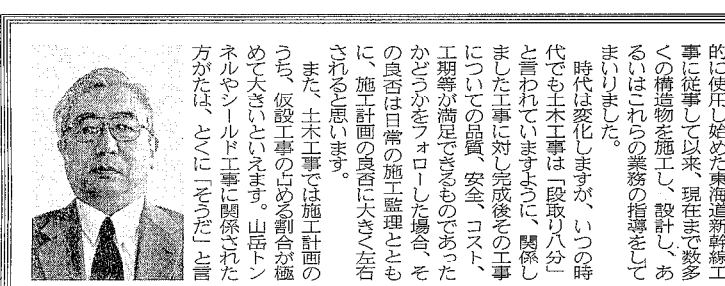 的に使用し始めた東海道新幹線工
事に従事して以来、現在まで数多
くの構造物を施工し、設計し、あ
るいはこれらの業務の指導をして
まいりました。
時代は変化しますが、いつの時
代でも土木工事は「段取り八分」
と言われていますように、関係し
ました工事に対し完成後その工事
についての品質、安全、コスト、
工期等が満足できるものであった
かどうかをフォローした場合、そ
の良否は日常の施工監理ととも
に、施工計画の良否に大きく左右
されると思います。
また、土木工事では施工計画の
うち、仮設工事の占める割合が極
めて大きいといえます。山岳トン
ネルやシールド工事に関係された
方がたは、とくに「そうだ」と言